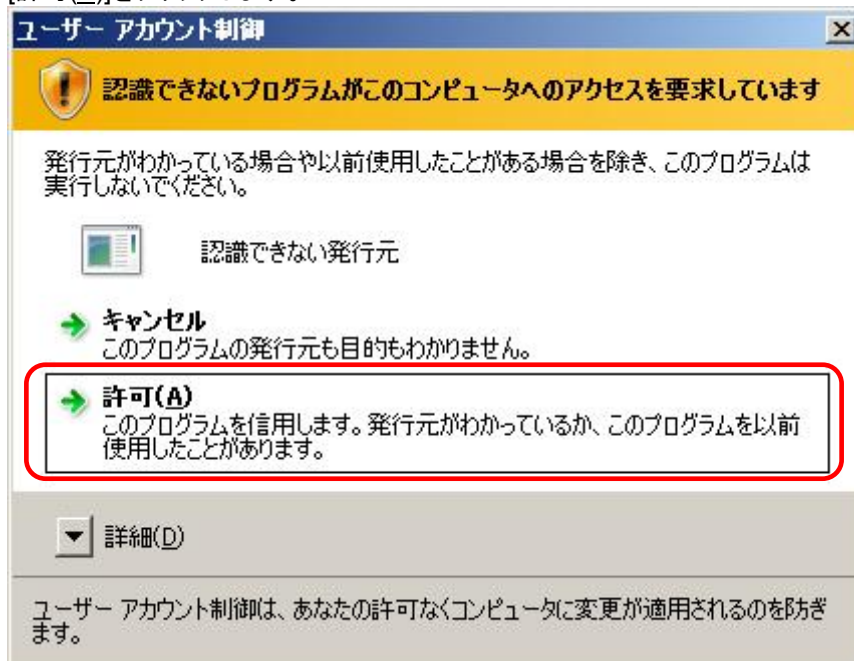 ユーザー アカウント制御
認識できないプログラムがこのコンピュータへのアクセスを要求しています
発行元がわかっている場合や以前使用したことがある場合を除き、このプログラムは
実行しないでください。
認識できない発行元
キャンセル
このプログラムの発行元も目的もわかりません。
許可(A)
このプログラムを信用します。発行元がわかっているか、このプログラムを以前
使用したことがあります。
詳細(D)
ユーザー アカウント制御は、あなたの許可なくコンピュータに変更が適用されるのを防ぎ
ます。